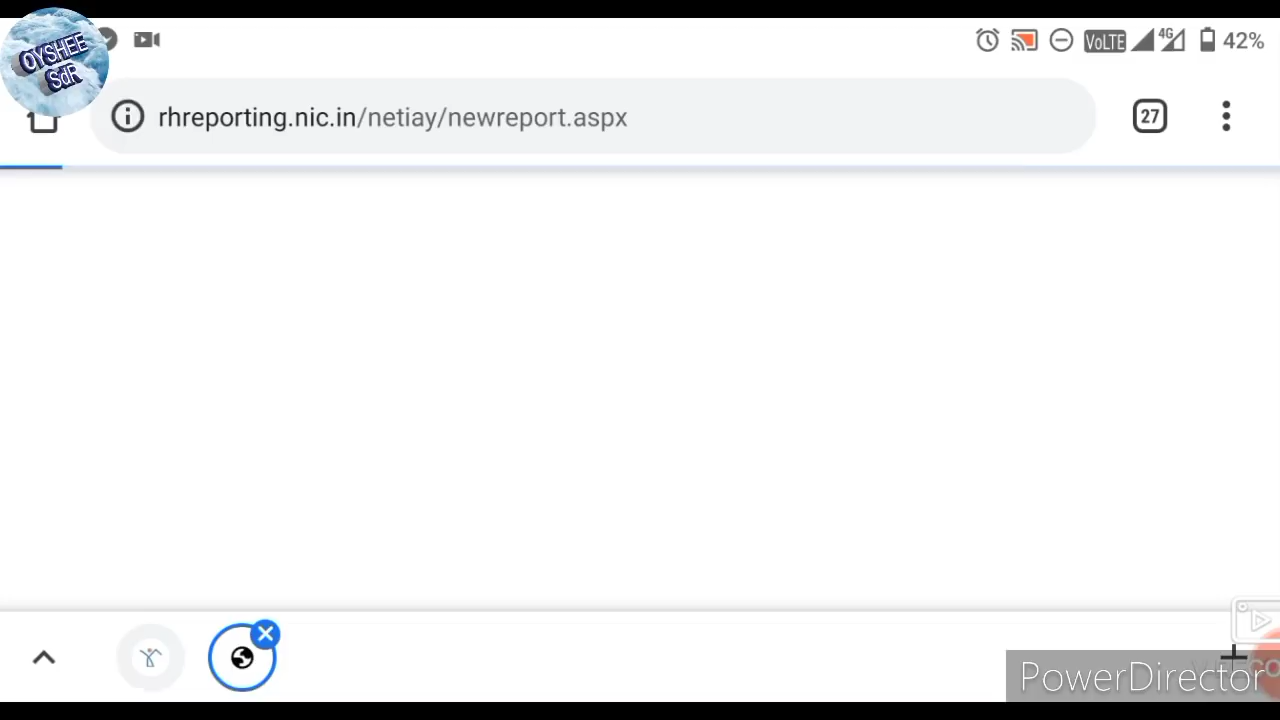 OYSHEE
SdR
VoLTE 4G 42%
rhreporting.nic.in/netiay/newreport.aspx
27
PowerDirector